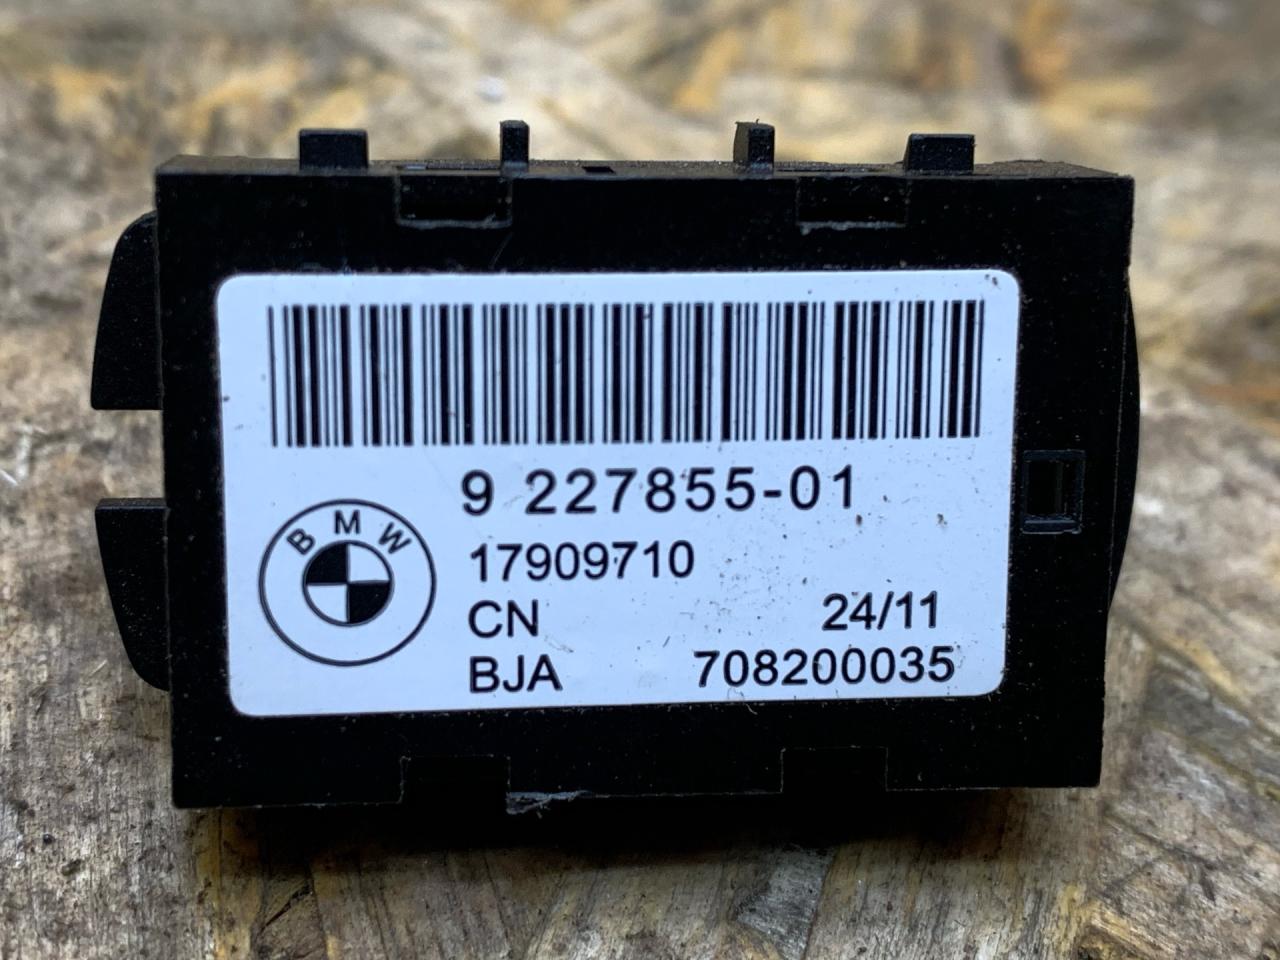 9 227855-01
BMW
17909710
CN 24/11
BJA 708200035